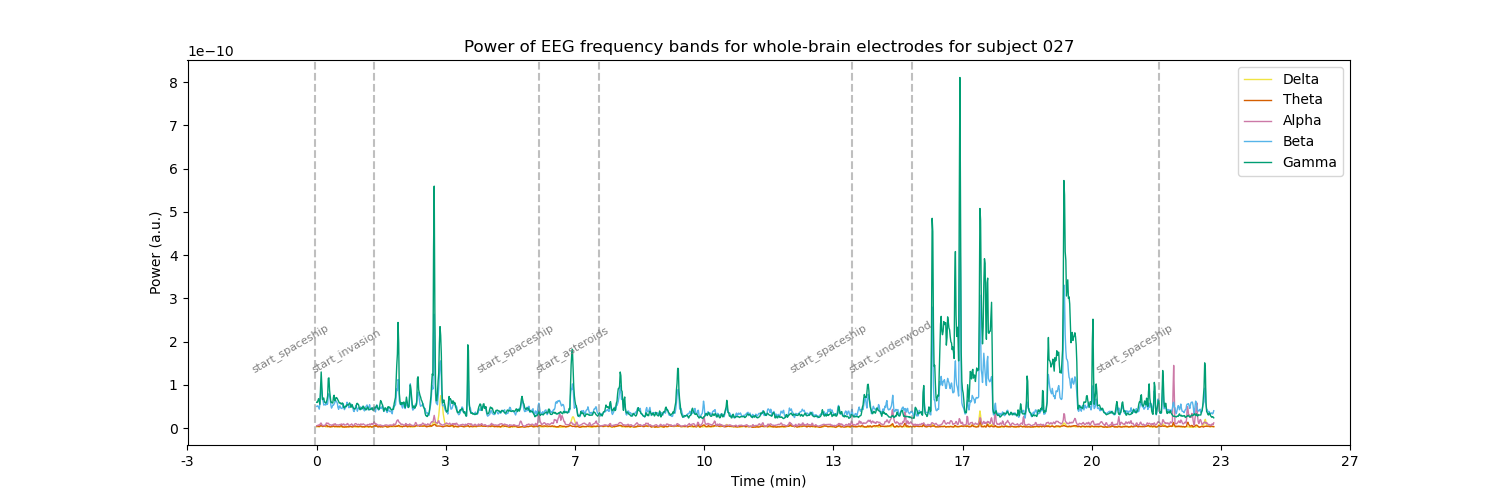 Power of EEG frequency bands for whole-brain electrodes for subject 027
1e−10
8
7
6
5
4
3
2
1
0
Power (a.u.)
start_spaceship
start_invasion
start_spaceship
start_asteroids
start_spaceship
start_underwood
start_spaceship
Delta
Theta
Alpha
Beta
Gamma
-3
0
3
7
10
13
17
20
23
27
Time (min)